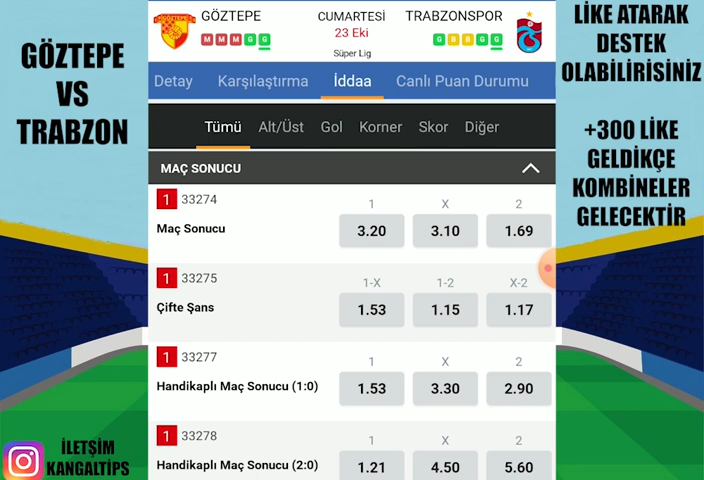 GÖZTEPE
VS
TRABZON
GÖZTEPE
M M M G G
CUMARTESİ
23 Eki
Süper Lig
TRABZONSPOR
G B B G G
Detay Karşılaştırma İddaa Canlı Puan Durumu
Tümü Alt/Üst Gol Korner Skor Diğer
MAÇ SONUCU
1 33274
Maç Sonucu
1 X 2
3.20 3.10 1.69
1 33275
Çifte Şans
1-X 1-2 X-2
1.53 1.15 1.17
1 33277
Handikaplı Maç Sonucu (1:0)
1 X 2
1.53 3.30 2.90
1 33278
Handikaplı Maç Sonucu (2:0)
1 X 2
1.21 4.50 5.60
LİKE ATARAK
DESTEK
OLABİLİRİSİNİZ
+300 LİKE
GELDİKÇE
KOMBİNELER
GELECEKTİR
İLETŞİM
KANGALTİPS